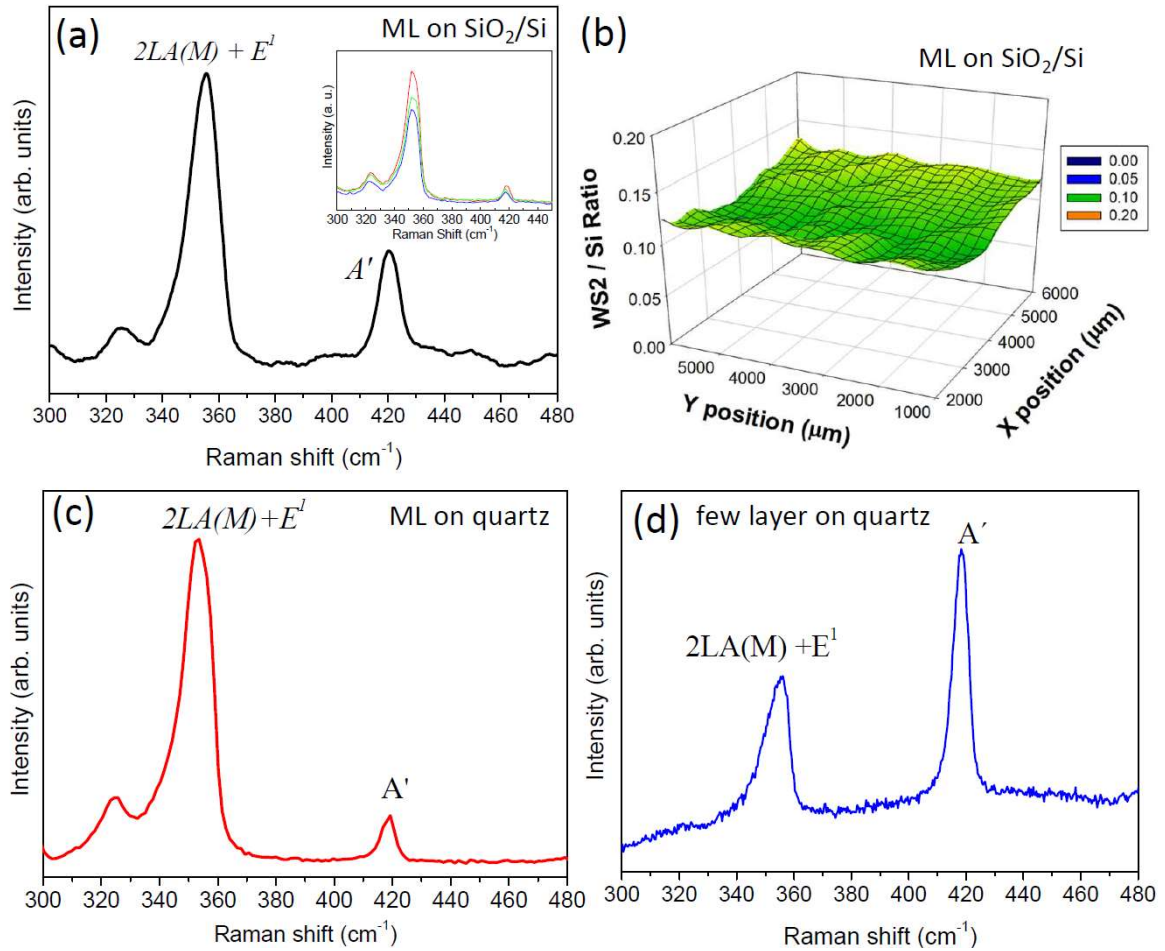 (a)
ML on SiO₂/Si
2LA(M) + E¹
A'
Intensity (arb. units)
300 320 340 360 380 400 420 440 460 480
Raman shift (cm⁻¹)
Intensity (a. u.)
300 320 340 360 380 400 420 440
Raman Shift (cm⁻¹)
(b)
ML on SiO₂/Si
WS2 / Si Ratio
0.20
0.15
0.10
0.05
0.00
5000 4000 3000 2000 1000
Y position (μm)
6000
5000
4000
3000
2000
X position (μm)
0.00
0.05
0.10
0.20
(c)
2LA(M)+E¹
ML on quartz
A'
Intensity (arb. units)
300 320 340 360 380 400 420 440 460 480
Raman shift (cm⁻¹)
(d)
few layer on quartz
A´
2LA(M) +E¹
Intensity (arb. units)
300 320 340 360 380 400 420 440 460 480
Raman shift (cm⁻¹)